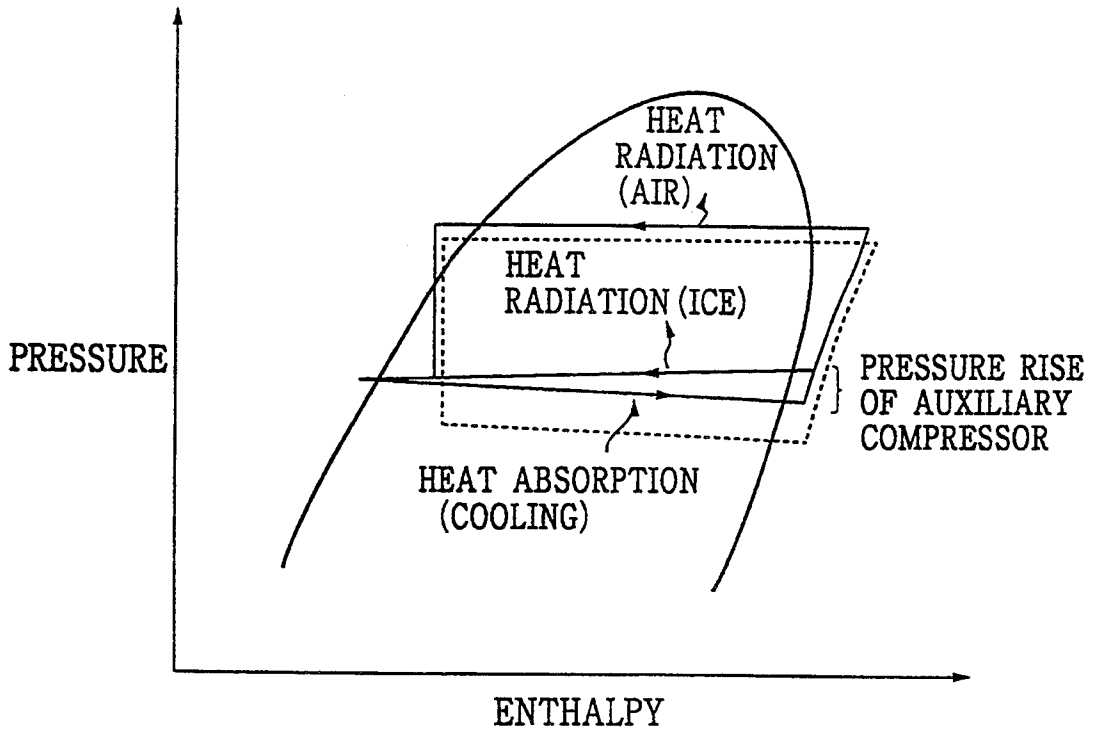 HEAT
RADIATION
(AIR)
HEAT
RADIATION (ICE)
PRESSURE
PRESSURE RISE
OF AUXILIARY
COMPRESSOR
HEAT ABSORPTION
(COOLING)
ENTHALPY